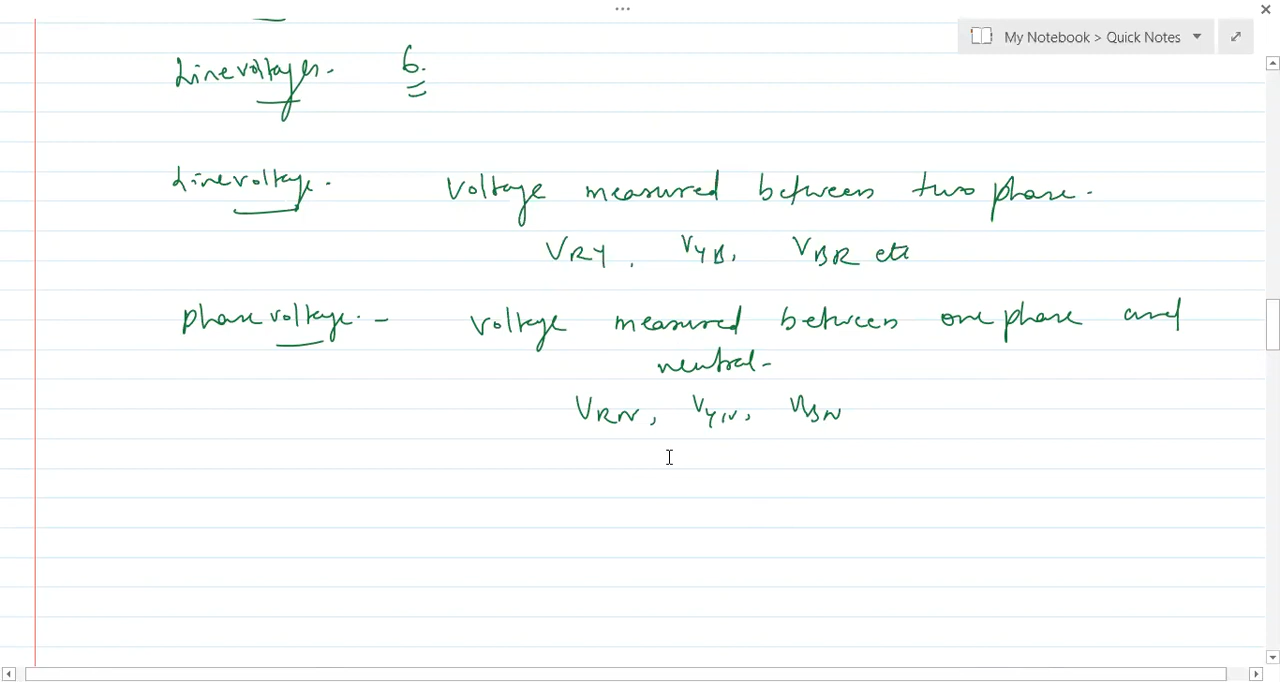 ...
My Notebook > Quick Notes
Line voltages. 6.
Line voltage. Voltage measured between two phase.
VRY, VYB, VBR etc
phase voltage. - voltage measured between one phase and
neutral-
VRN, VYN, VBN